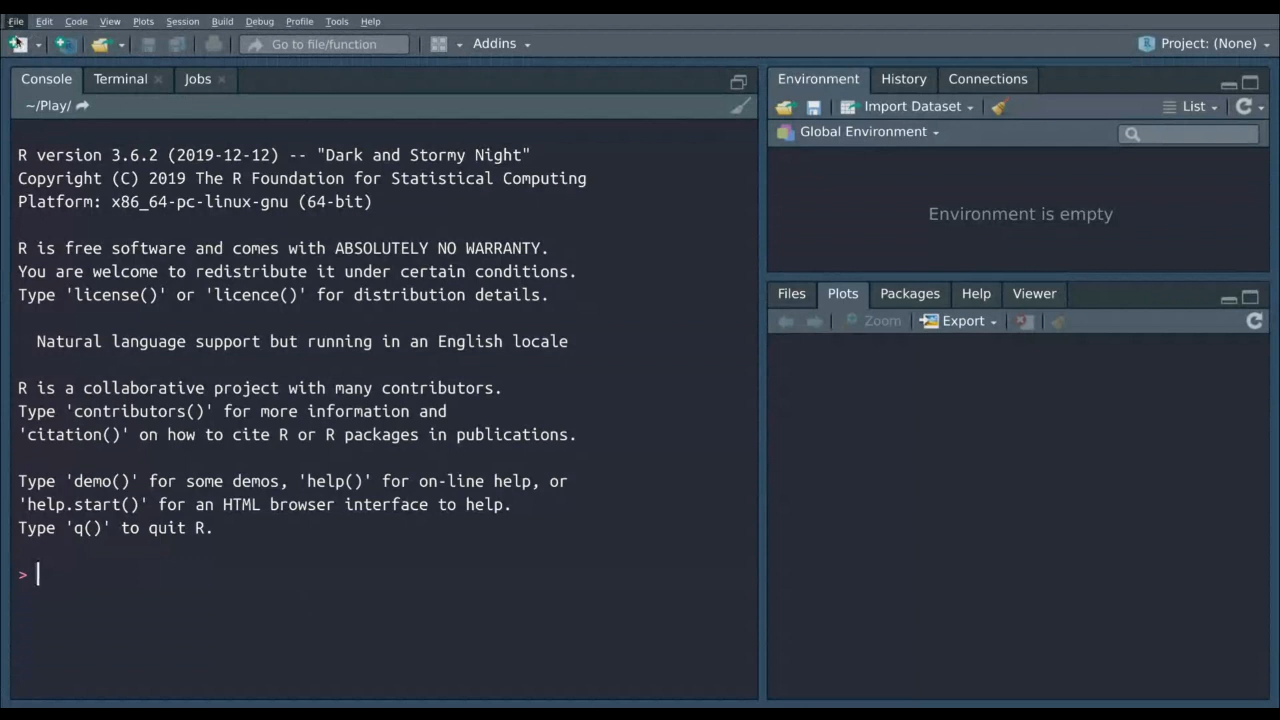 File Edit Code View Plots Session Build Debug Profile Tools Help
Go to file/function Addins Project: (None)
Console Terminal Jobs
~/Play/
R version 3.6.2 (2019-12-12) -- "Dark and Stormy Night"
Copyright (C) 2019 The R Foundation for Statistical Computing
Platform: x86_64-pc-linux-gnu (64-bit)
R is free software and comes with ABSOLUTELY NO WARRANTY.
You are welcome to redistribute it under certain conditions.
Type 'license()' or 'licence()' for distribution details.
Natural language support but running in an English locale
R is a collaborative project with many contributors.
Type 'contributors()' for more information and
'citation()' on how to cite R or R packages in publications.
Type 'demo()' for some demos, 'help()' for on-line help, or
'help.start()' for an HTML browser interface to help.
Type 'q()' to quit R.
>
Environment History Connections
Import Dataset List
Global Environment
Environment is empty
Files Plots Packages Help Viewer
Zoom Export